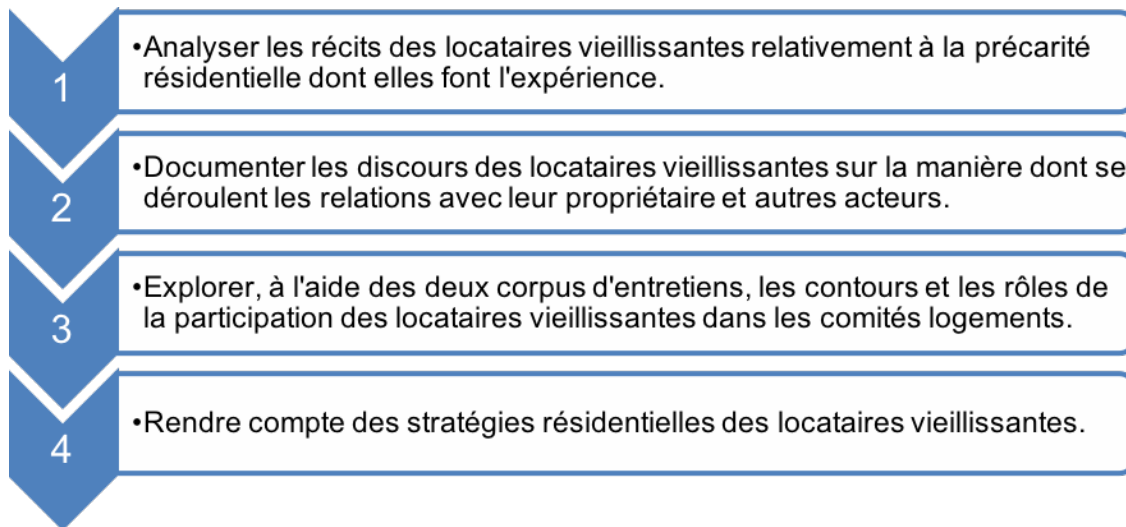 1
•Analyser les récits des locataires vieillissantes relativement à la précarité
résidentielle dont elles font l'expérience.
2
•Documenter les discours des locataires vieillissantes sur la manière dont se
déroulent les relations avec leur propriétaire et autres acteurs.
3
•Explorer, à l'aide des deux corpus d'entretiens, les contours et les rôles de
la participation des locataires vieillissantes dans les comités logements.
4
•Rendre compte des stratégies résidentielles des locataires vieillissantes.